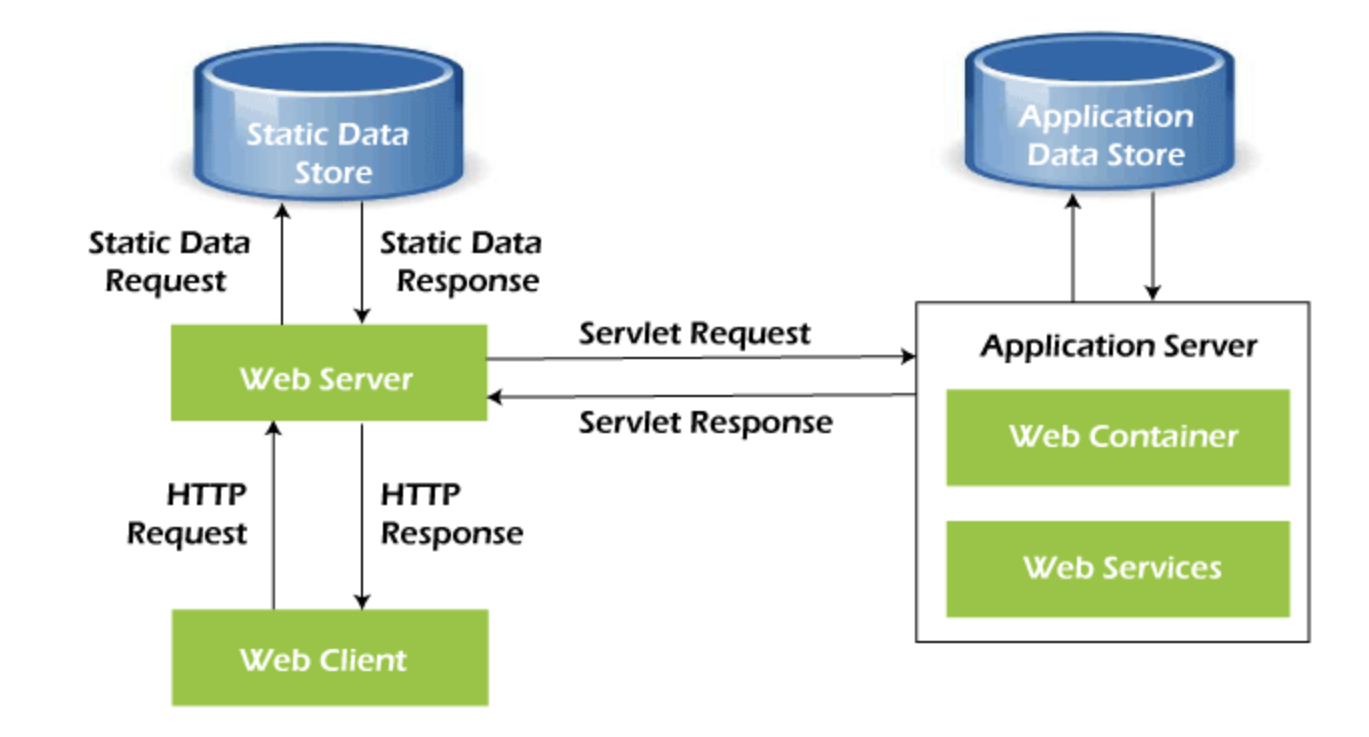 Static Data
Store
Application
Data Store
Static Data
Request
Static Data
Response
Servlet Request
Application Server
Web Server
Servlet Response
Web Container
HTTP
Request
HTTP
Response
Web Services
Web Client